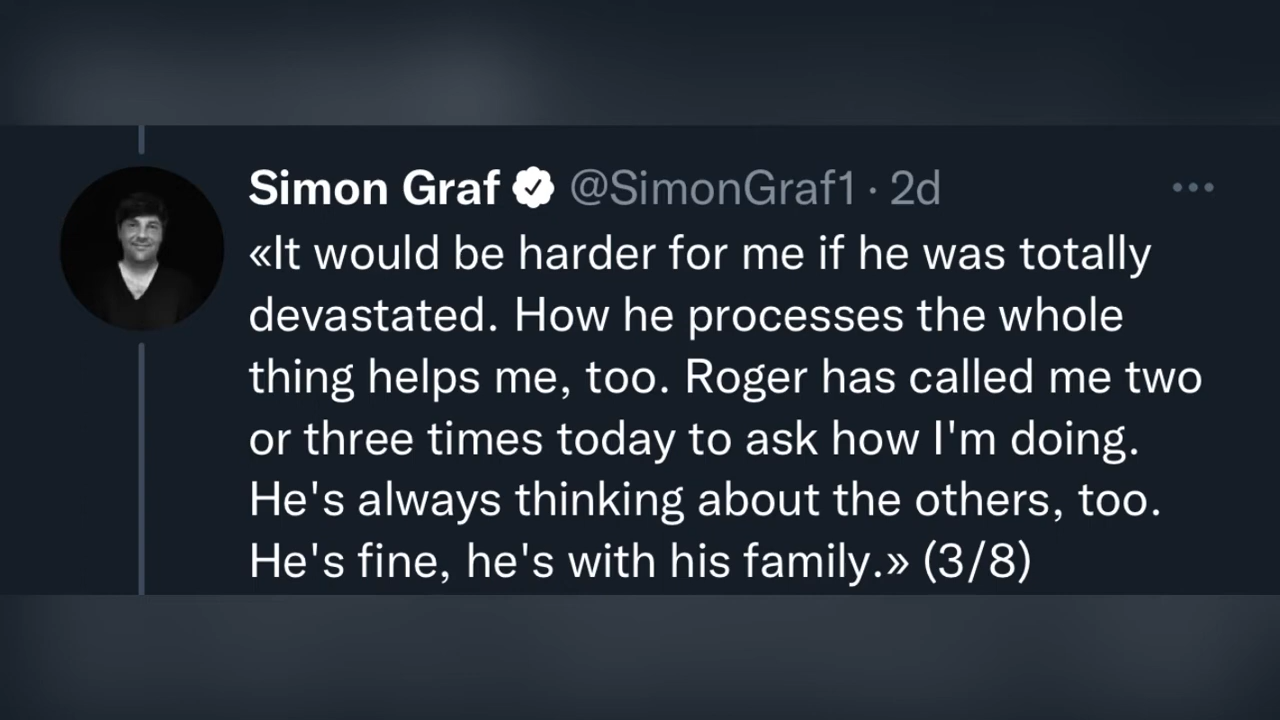 Simon Graf @SimonGraf1 · 2d
«It would be harder for me if he was totally
devastated. How he processes the whole
thing helps me, too. Roger has called me two
or three times today to ask how I'm doing.
He's always thinking about the others, too.
He's fine, he's with his family.» (3/8)